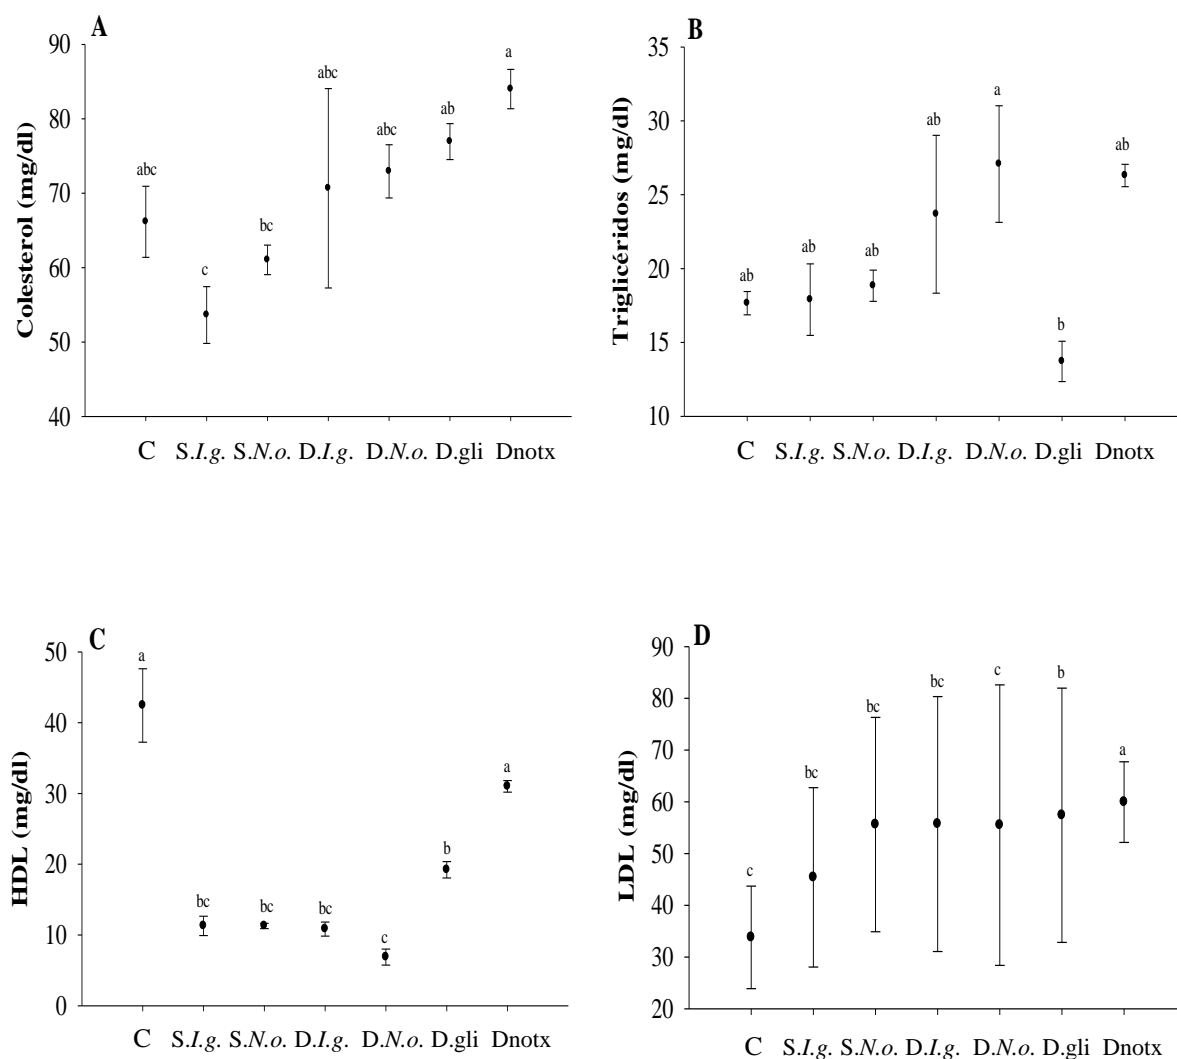 A
Colesterol (mg/dl)
90
80
70
60
50
40
abc
c
bc
abc
abc
ab
a
C S.I.g. S.N.o. D.I.g. D.N.o. D.gli Dnotx
B
Triglicéridos (mg/dl)
35
30
25
20
15
10
ab
ab
ab
ab
a
b
ab
C S.I.g. S.N.o. D.I.g. D.N.o. D.gli Dnotx
C
HDL (mg/dl)
50
40
30
20
10
0
a
bc
bc
bc
c
b
a
C S.I.g. S.N.o. D.I.g. D.N.o. D.gli Dnotx
D
LDL (mg/dl)
90
80
70
60
50
40
30
20
c
bc
bc
bc
c
b
a
C S.I.g. S.N.o. D.I.g. D.N.o. D.gli Dnotx